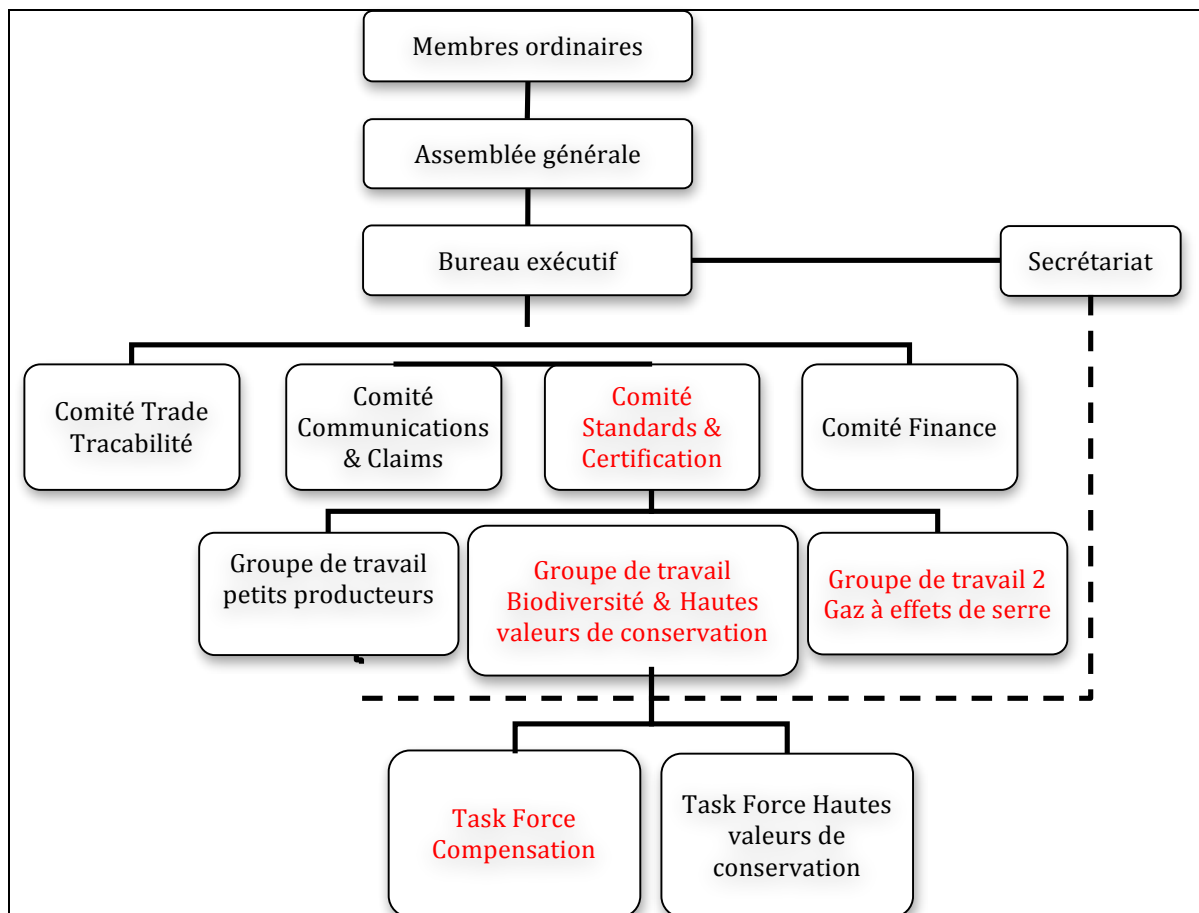 Membres ordinaires
Assemblée générale
Bureau exécutif
Secrétariat
Comité Trade
Tracabilité
Comité
Communications
& Claims
Comité
Standards &
Certification
Comité Finance
Groupe de travail
petits producteurs
Groupe de travail
Biodiversité & Hautes
valeurs de conservation
Groupe de travail 2
Gaz à effets de serre
Task Force
Compensation
Task Force Hautes
valeurs de
conservation